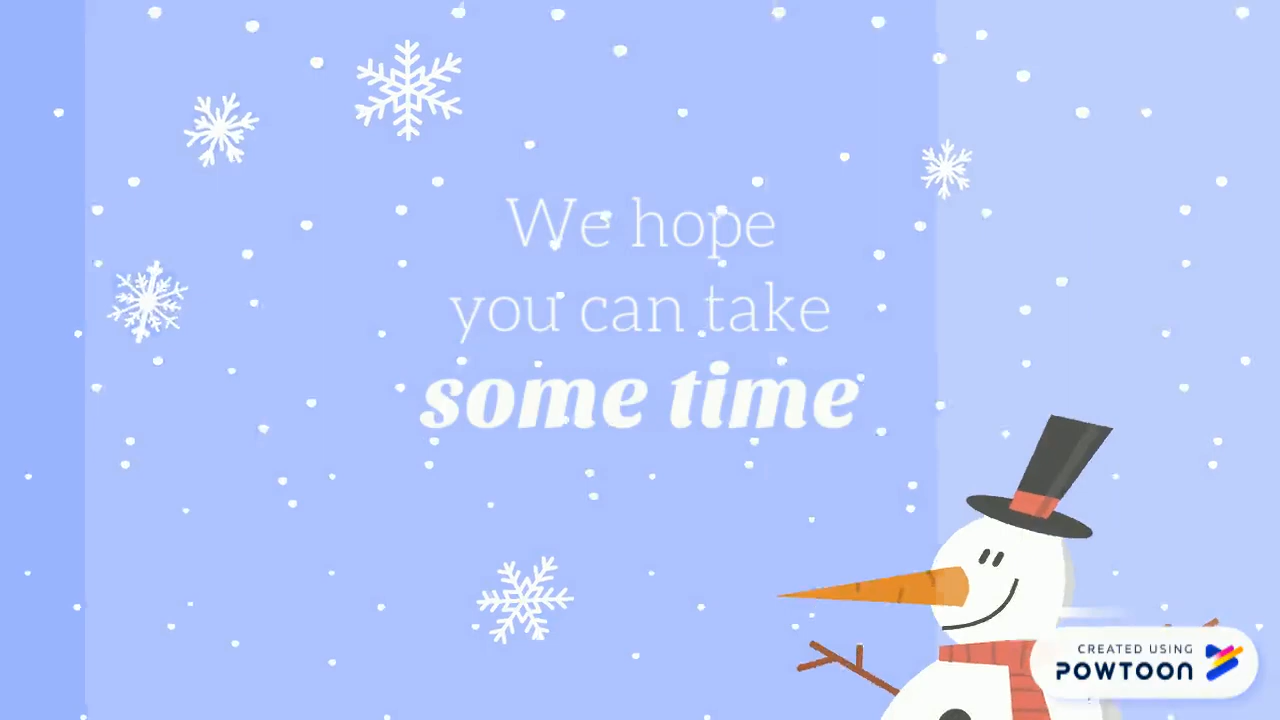 We hope
you can take
some time
CREATED USING
POWTOON